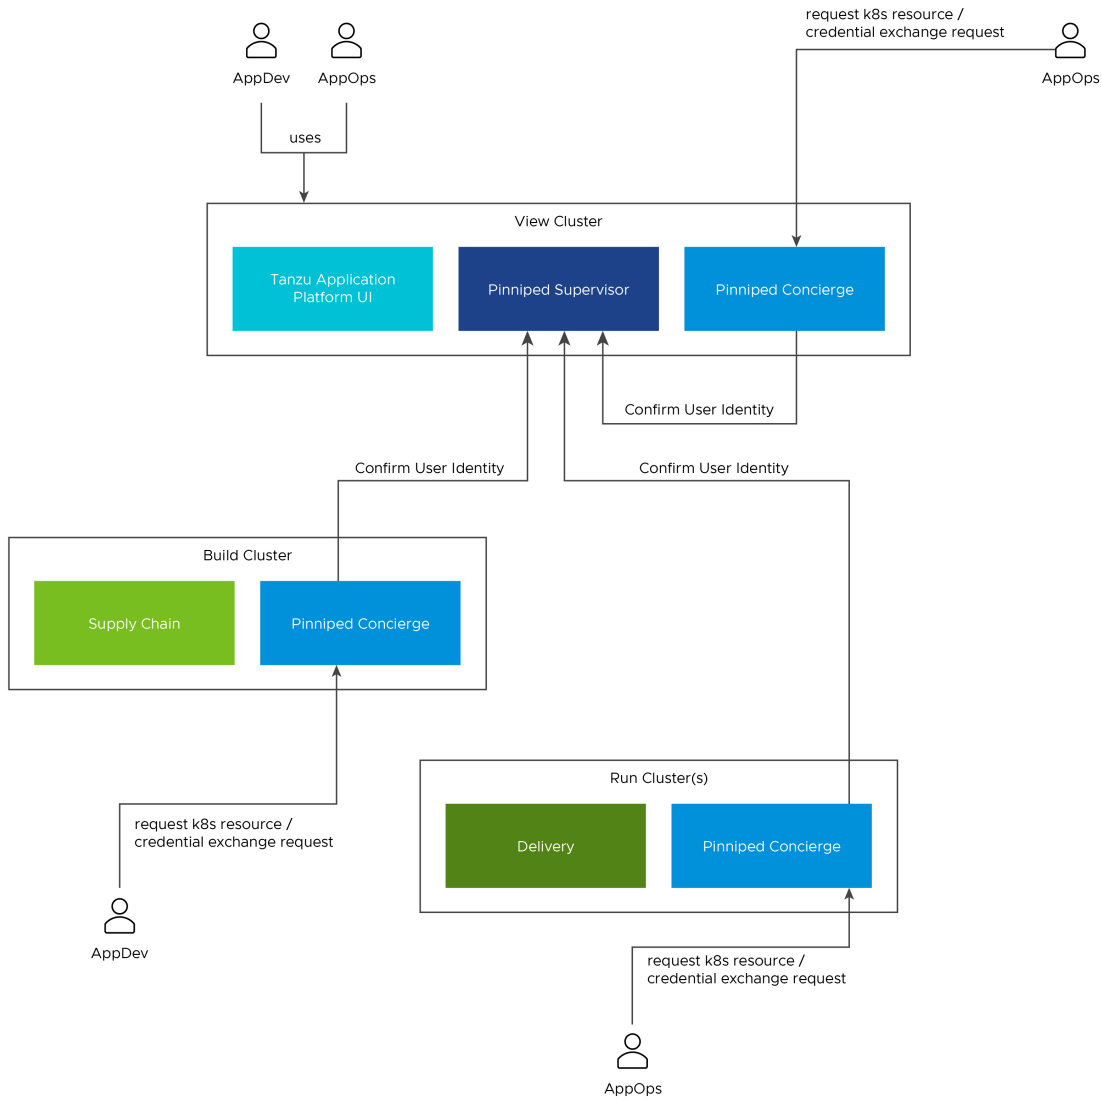 request k8s resource /
credential exchange request
AppDev
AppOps
AppOps
uses
View Cluster
Tanzu Application
Platform UI
Pinniped Supervisor
Pinniped Concierge
Confirm User Identity
Confirm User Identity
Confirm User Identity
Build Cluster
Supply Chain
Pinniped Concierge
Run Cluster(s)
Delivery
Pinniped Concierge
request k8s resource /
credential exchange request
AppDev
request k8s resource /
credential exchange request
AppOps